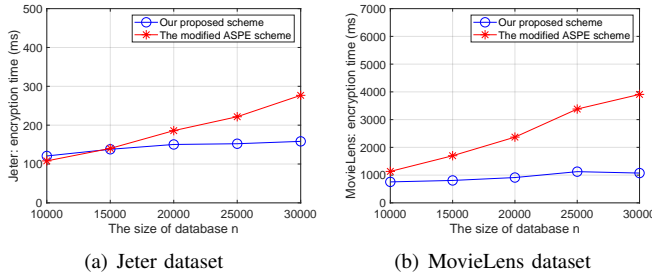 500
400
300
200
100
0
Jeter: encryption time (ms)
Our proposed scheme
The modified ASPE scheme
10000 15000 20000 25000 30000
The size of database n
(a) Jeter dataset
7000
6000
5000
4000
3000
2000
1000
0
MovieLens: encryption time (ms)
Our proposed scheme
The modified ASPE scheme
10000 15000 20000 25000 30000
The size of database n
(b) MovieLens dataset